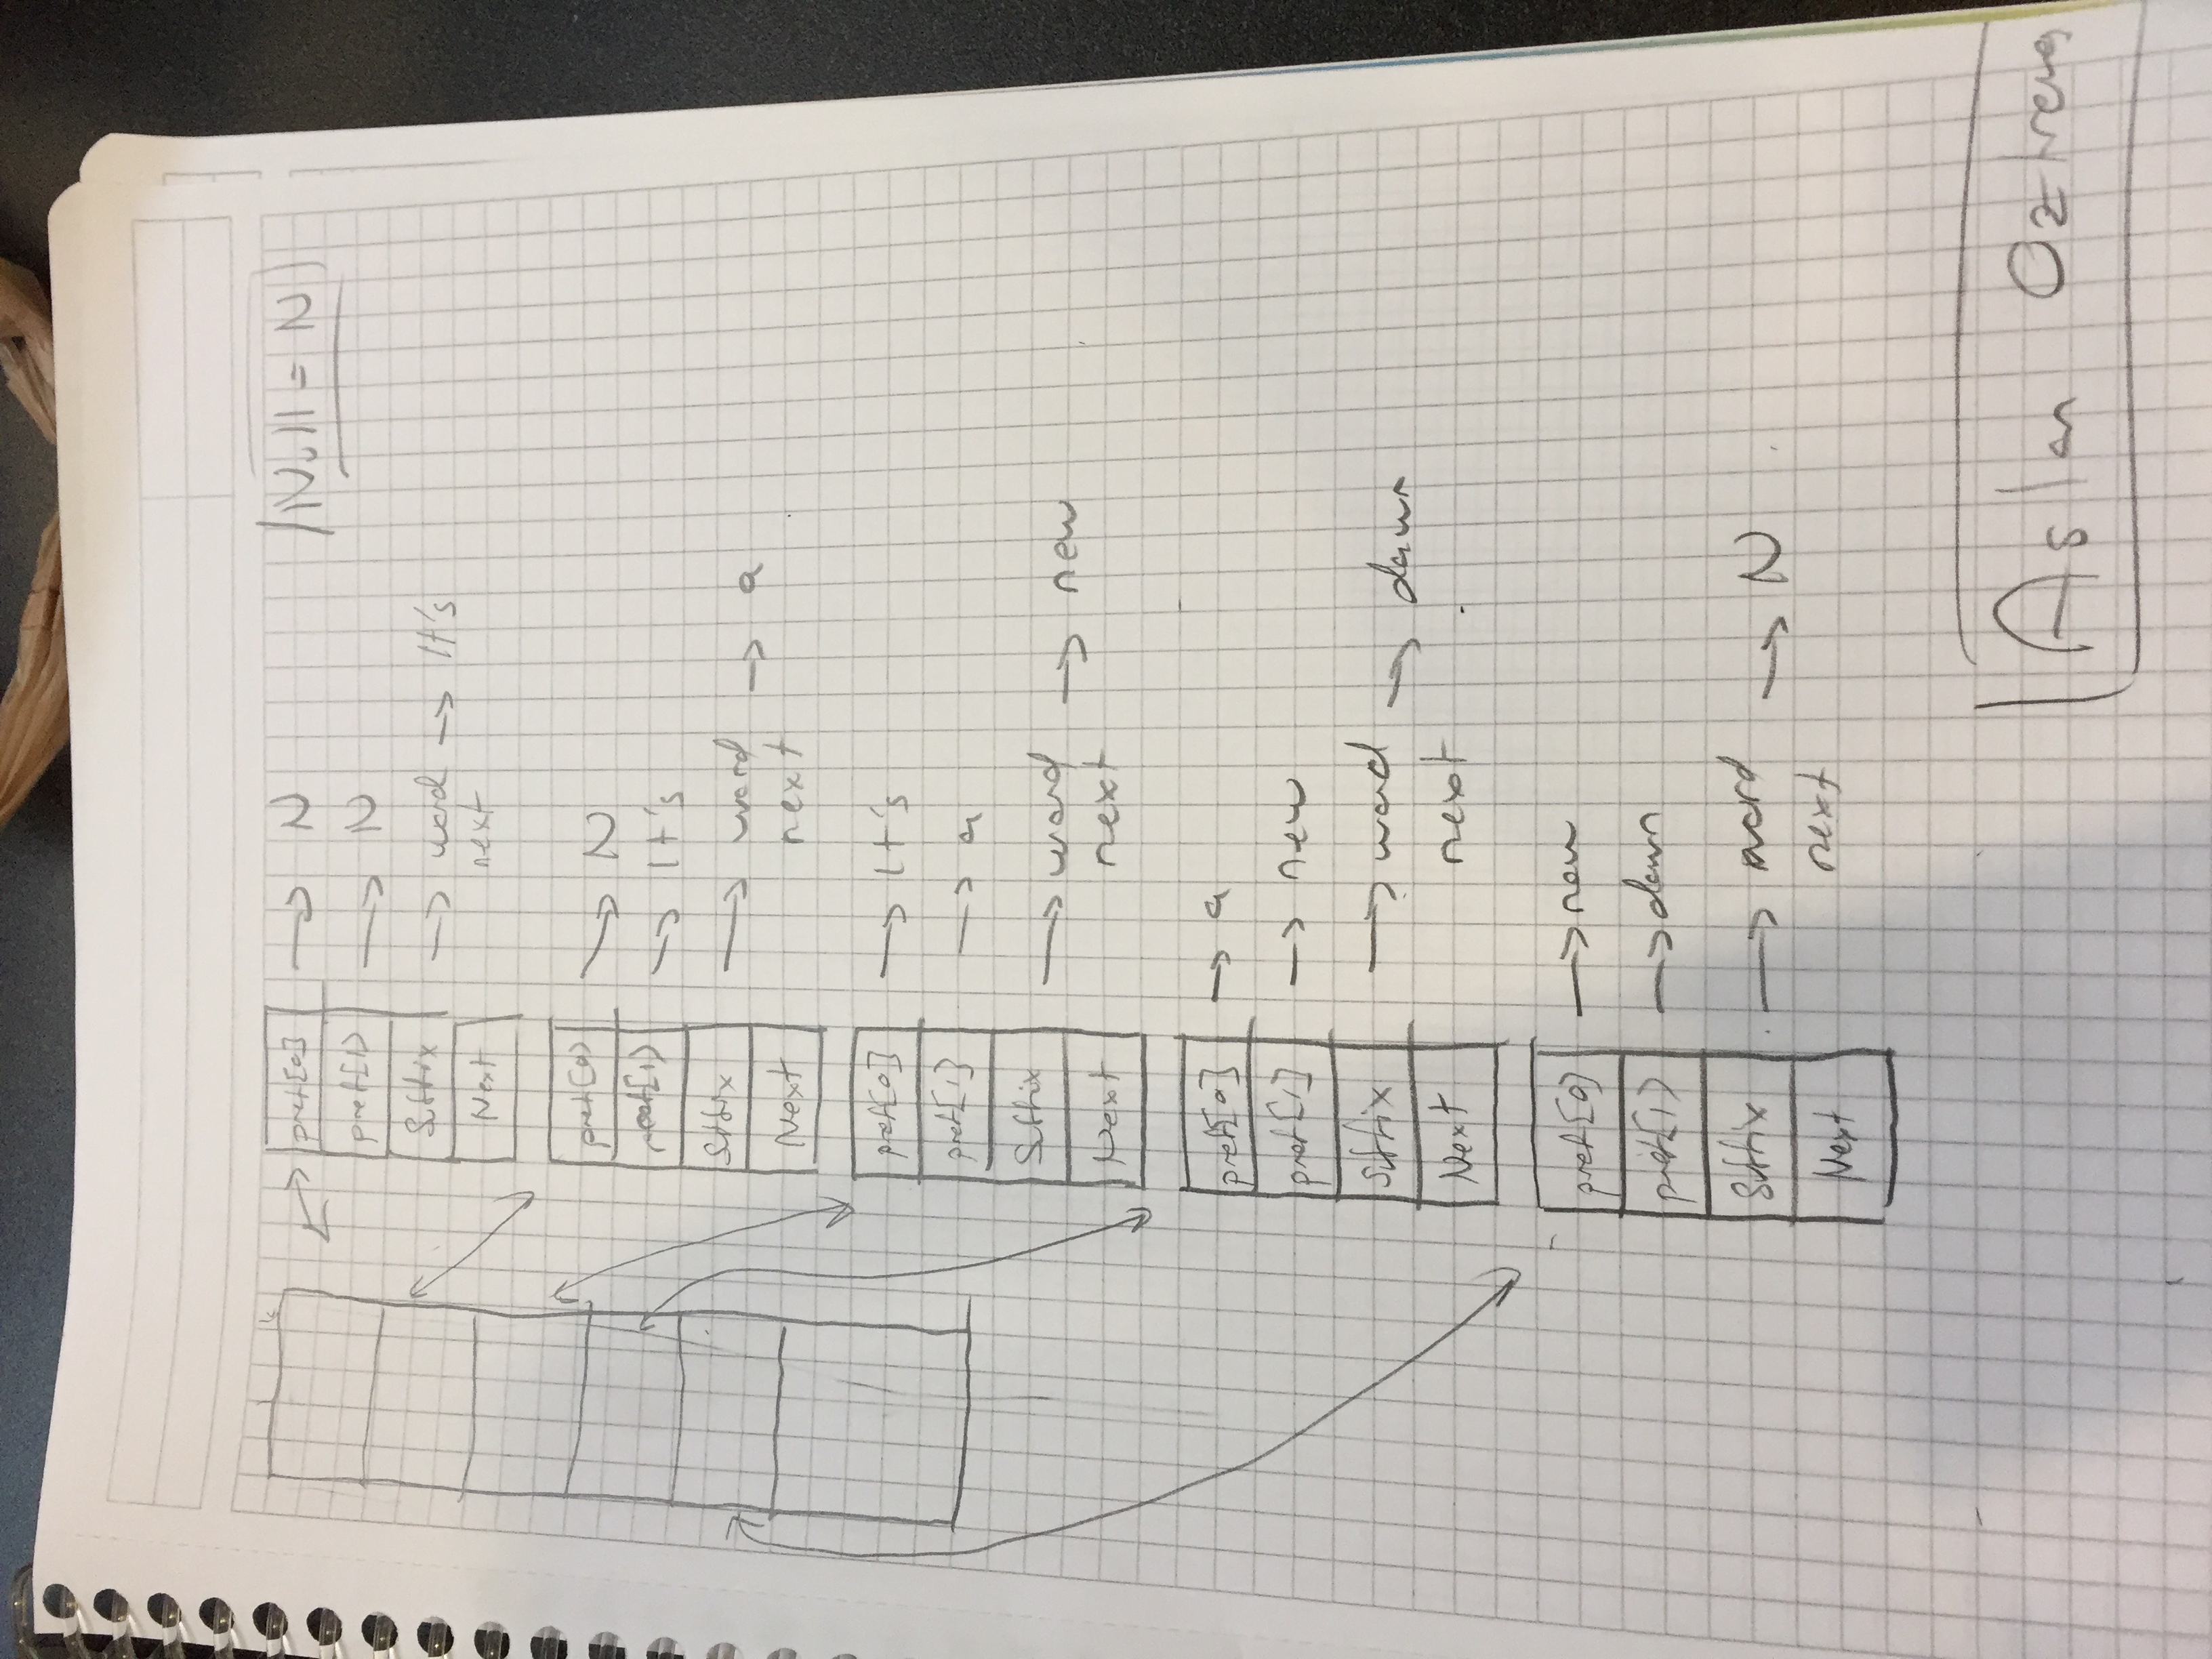 Null = N
pref[0] → N
pref[1] → N
Suffix → word → It's
Next next
pref[0] → N
pref[1] → It's
Suffix → word → a
Next next
pref[0] → It's
pref[1] → a
Suffix → word → new
Next next
pref[0] → a
pref[1] → new
Suffix → word → dawn
Next next
pref[0] → new
pref[1] → dawn
Suffix → word → N
Next next
Aslan